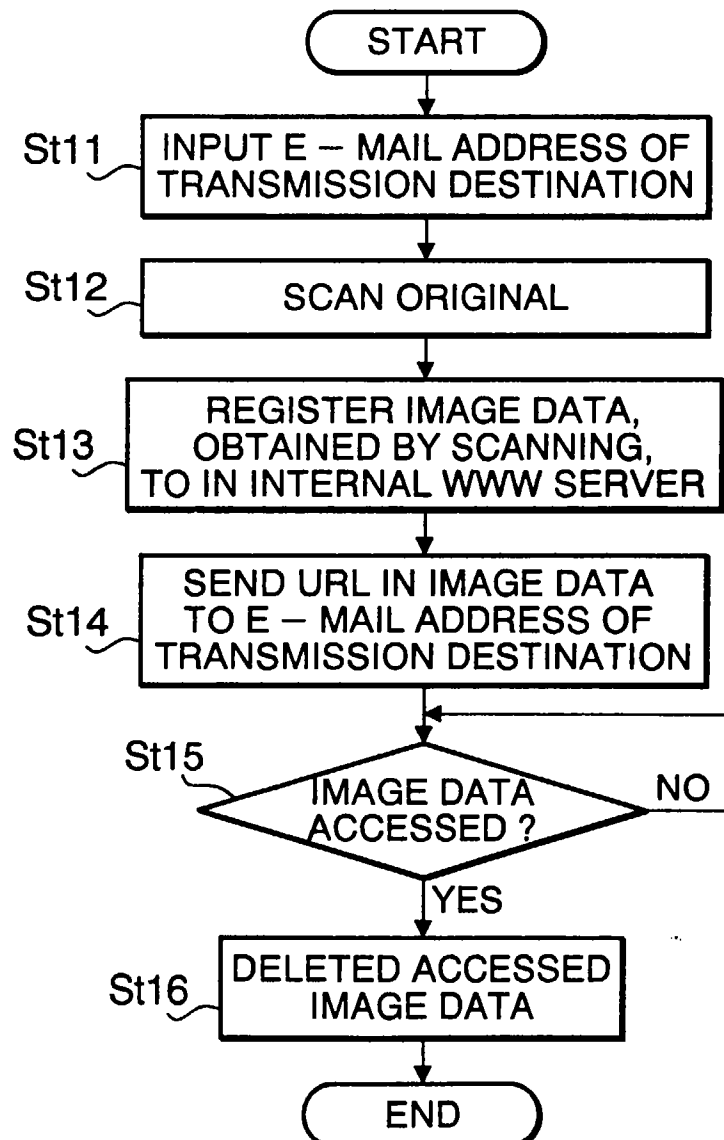 START
St11
INPUT E – MAIL ADDRESS OF
TRANSMISSION DESTINATION
St12
SCAN ORIGINAL
St13
REGISTER IMAGE DATA,
OBTAINED BY SCANNING,
TO IN INTERNAL WWW SERVER
St14
SEND URL IN IMAGE DATA
TO E – MAIL ADDRESS OF
TRANSMISSION DESTINATION
St15
IMAGE DATA
ACCESSED ?
NO
YES
St16
DELETED ACCESSED
IMAGE DATA
END